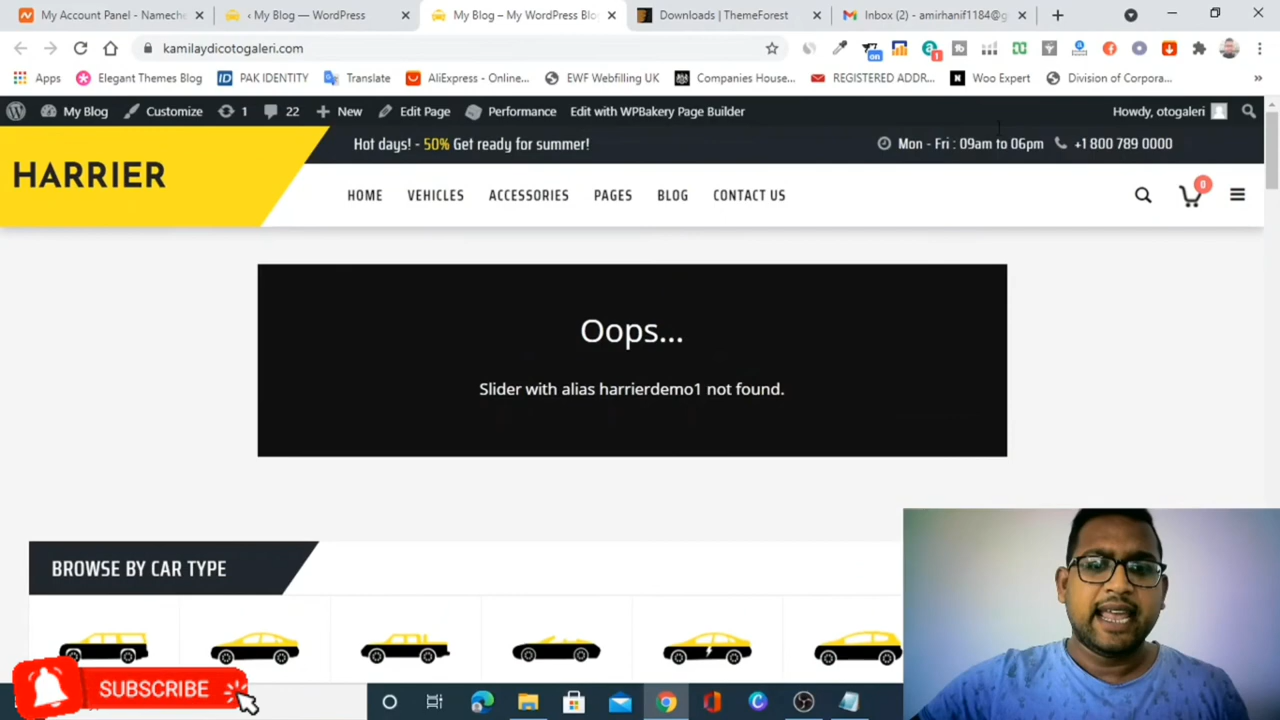 My Account Panel - Nameche
‹ My Blog — WordPress
My Blog – My WordPress Blog
Downloads | ThemeForest
Inbox (2) - amirhanif1184@g
kamilaydicotogaleri.com
on
1
Apps
Elegant Themes Blog
PAK IDENTITY
Translate
AliExpress - Online...
EWF Webfilling UK
Companies House...
REGISTERED ADDR...
Woo Expert
Division of Corpora...
My Blog
Customize
1
22
New
Edit Page
Performance
Edit with WPBakery Page Builder
Howdy, otogaleri
HARRIER
Hot days! - 50% Get ready for summer!
Mon - Fri : 09am to 06pm
+1 800 789 0000
HOME
VEHICLES
ACCESSORIES
PAGES
BLOG
CONTACT US
0
Oops...
Slider with alias harrierdemo1 not found.
BROWSE BY CAR TYPE
SUBSCRIBE